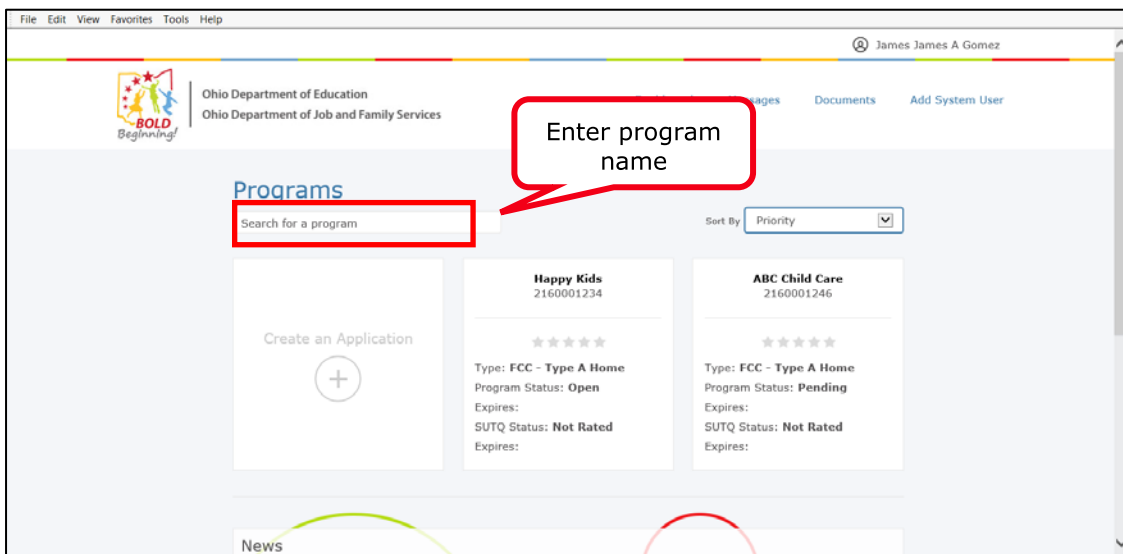 File Edit View Favorites Tools Help
James James A Gomez
BOLD
Beginning!
Ohio Department of Education
Ohio Department of Job and Family Services
Documents Add System User
Enter program
name
Programs
Search for a program
Sort By Priority
Create an Application
Happy Kids
2160001234
Type: FCC - Type A Home
Program Status: Open
Expires:
SUTQ Status: Not Rated
Expires:
ABC Child Care
2160001246
Type: FCC - Type A Home
Program Status: Pending
Expires:
SUTQ Status: Not Rated
Expires:
News